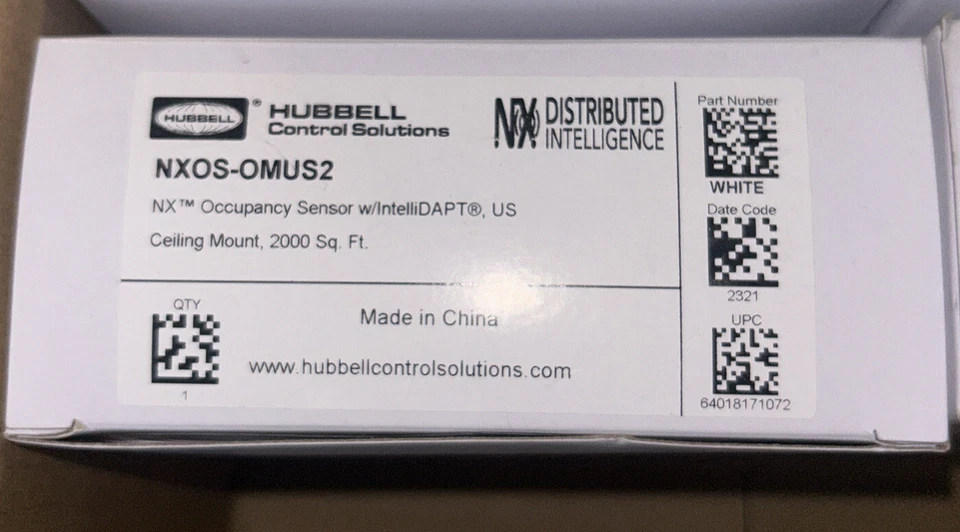 HUBBELL
®
HUBBELL
Control Solutions
NX DISTRIBUTED
INTELLIGENCE
NXOS-OMUS2
NX™ Occupancy Sensor w/IntelliDAPT®, US
Ceiling Mount, 2000 Sq. Ft.
QTY
1
Made in China
www.hubbellcontrolsolutions.com
Part Number
WHITE
Date Code
2321
UPC
64018171072